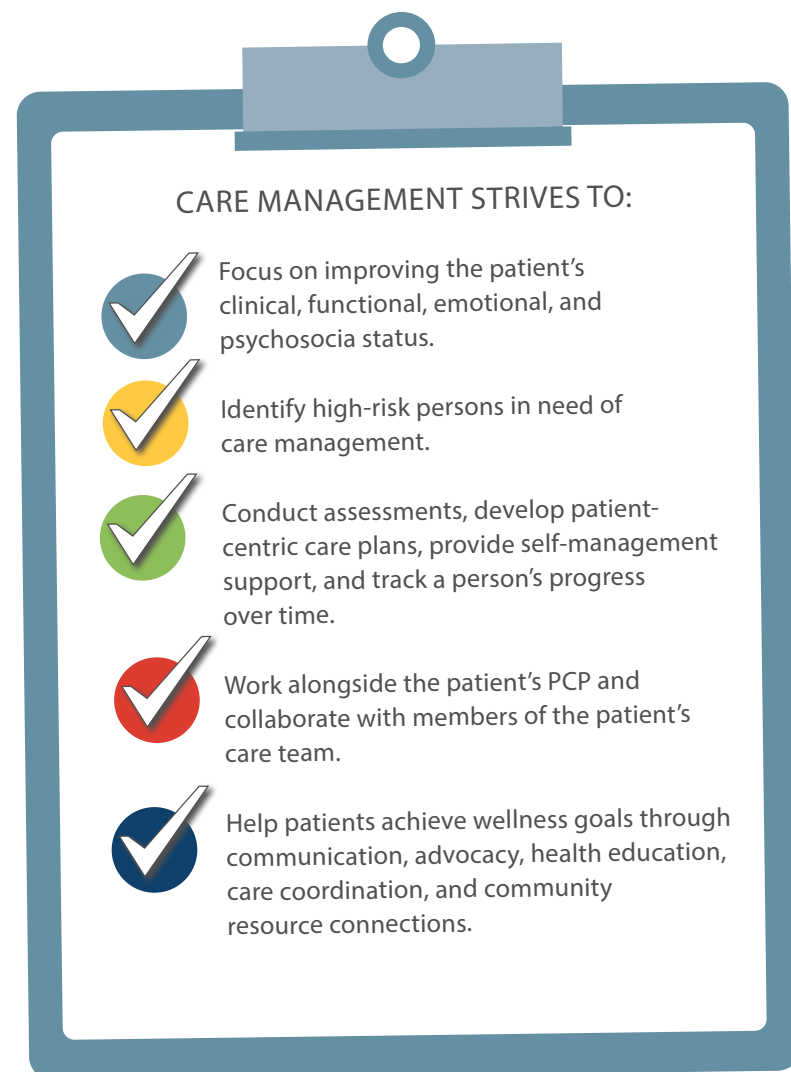 CARE MANAGEMENT STRIVES TO:
Focus on improving the patient’s
clinical, functional, emotional, and
psychosocia status.
Identify high-risk persons in need of
care management.
Conduct assessments, develop patient-
centric care plans, provide self-management
support, and track a person’s progress
over time.
Work alongside the patient’s PCP and
collaborate with members of the patient’s
care team.
Help patients achieve wellness goals through
communication, advocacy, health education,
care coordination, and community
resource connections.